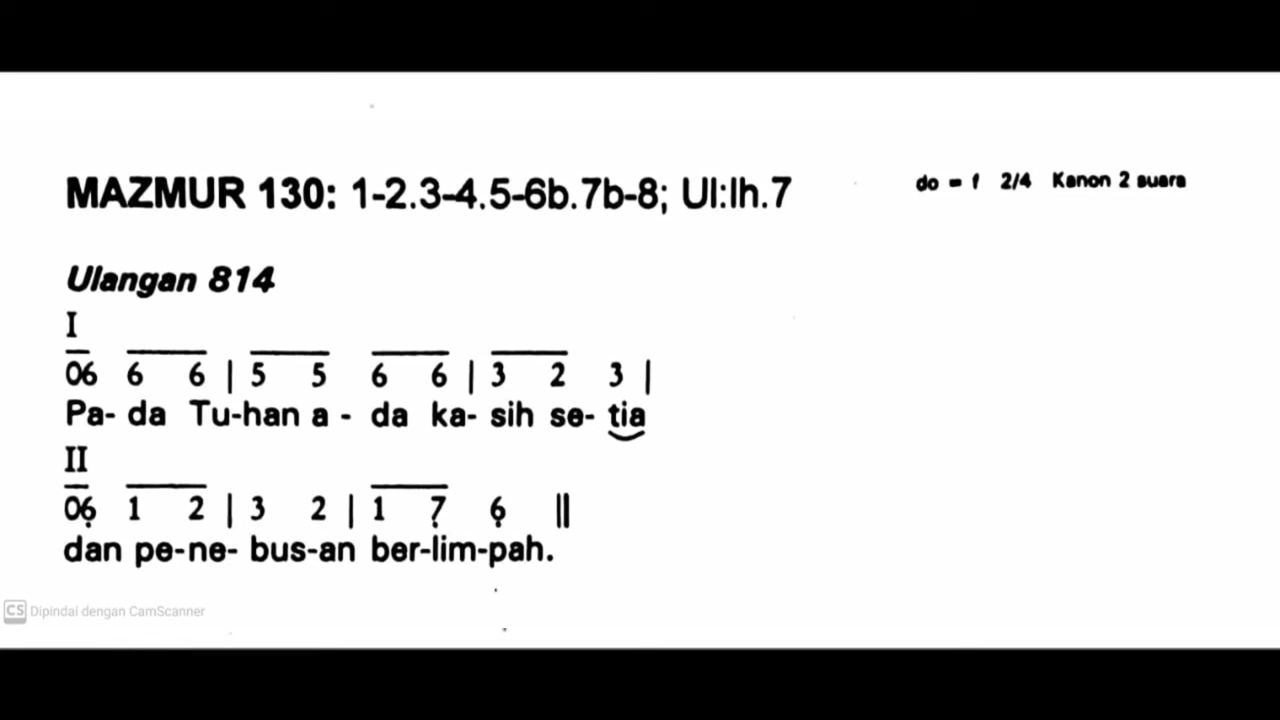 MAZMUR 130: 1-2.3-4.5-6b.7b-8; Ul:lh.7
do = f 2/4 Kanon 2 suara
Ulangan 814
I
06 6 6 | 5 5 6 6 | 3 2 3 |
Pa- da Tu-han a - da ka- sih se- tia
II
06̣ 1 2 | 3 2 | 1 7̣ 6̣ ||
dan pe-ne- bus-an ber-lim-pah.
CS Dipindai dengan CamScanner